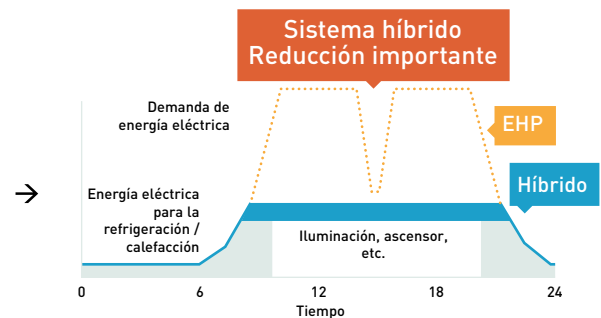 Sistema híbrido
Reducción importante
Demanda de
energía eléctrica
EHP
→
Energía eléctrica
para la
refrigeración /
calefacción
Híbrido
Iluminación, ascensor,
etc.
0 6 12 18 24
Tiempo